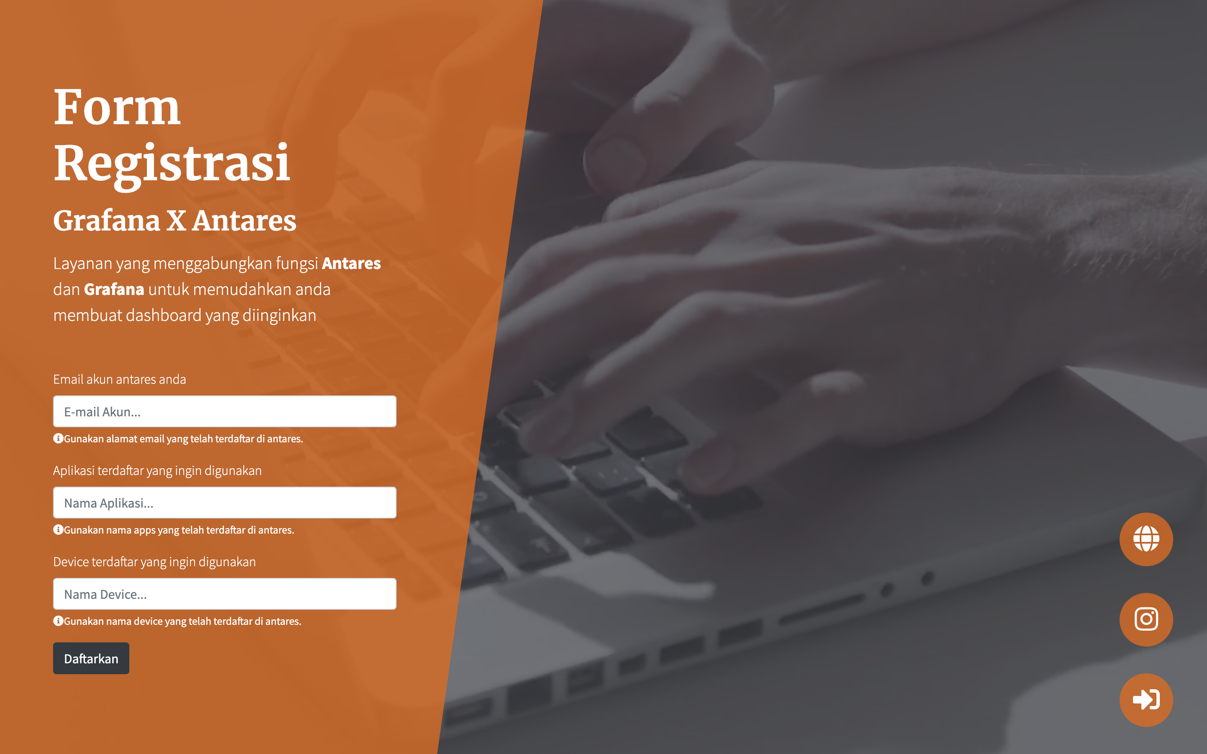 Form
Registrasi
Grafana X Antares
Layanan yang menggabungkan fungsi Antares
dan Grafana untuk memudahkan anda
membuat dashboard yang diinginkan
Email akun antares anda
E-mail Akun...
Gunakan alamat email yang telah terdaftar di antares.
Aplikasi terdaftar yang ingin digunakan
Nama Aplikasi...
Gunakan nama apps yang telah terdaftar di antares.
Device terdaftar yang ingin digunakan
Nama Device...
Gunakan nama device yang telah terdaftar di antares.
Daftarkan